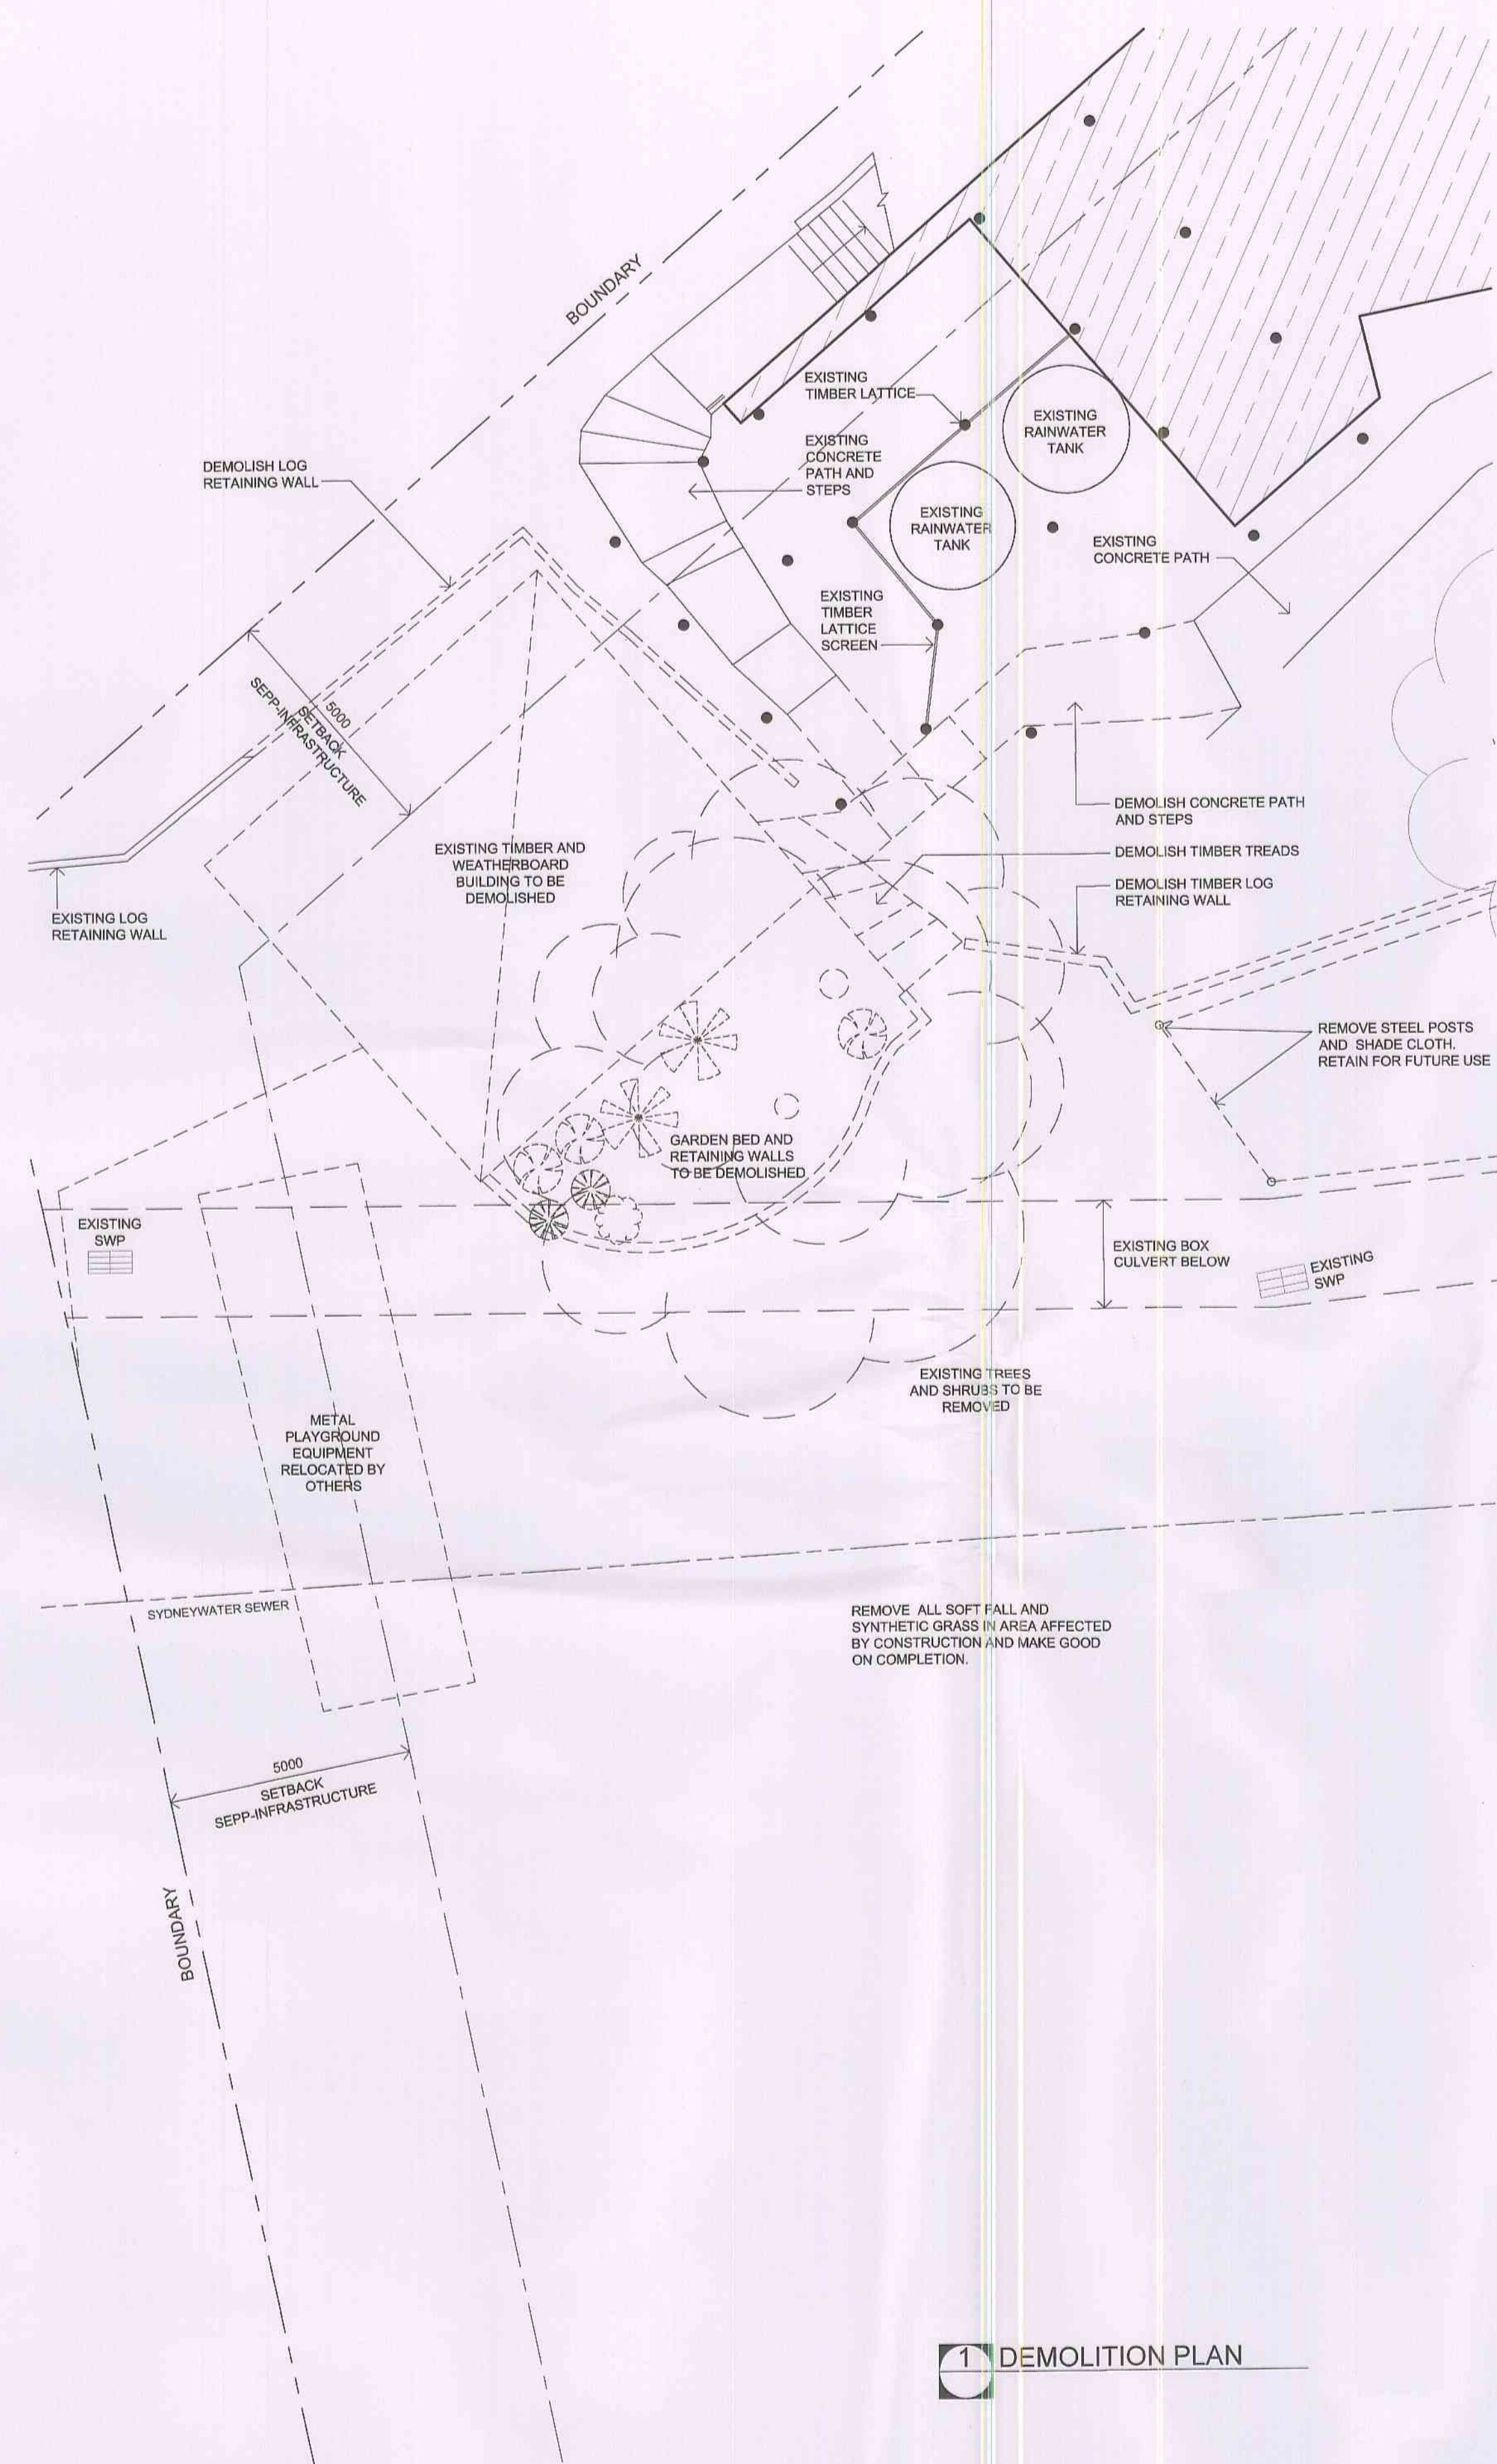 BOUNDARY
EXISTING
TIMBER LATTICE
EXISTING
RAINWATER
TANK
EXISTING
CONCRETE
PATH AND
STEPS
DEMOLISH LOG
RETAINING WALL
EXISTING
RAINWATER
TANK
EXISTING
CONCRETE PATH
EXISTING
TIMBER
LATTICE
SCREEN
5000
SETBACK
SEPP-INFRASTRUCTURE
DEMOLISH CONCRETE PATH
AND STEPS
EXISTING TIMBER AND
WEATHERBOARD
BUILDING TO BE
DEMOLISHED
DEMOLISH TIMBER TREADS
DEMOLISH TIMBER LOG
RETAINING WALL
EXISTING LOG
RETAINING WALL
REMOVE STEEL POSTS
AND SHADE CLOTH.
RETAIN FOR FUTURE USE
GARDEN BED AND
RETAINING WALLS
TO BE DEMOLISHED
EXISTING
SWP
EXISTING BOX
CULVERT BELOW
EXISTING
SWP
EXISTING TREES
AND SHRUBS TO BE
REMOVED
METAL
PLAYGROUND
EQUIPMENT
RELOCATED BY
OTHERS
SYDNEYWATER SEWER
REMOVE ALL SOFT FALL AND
SYNTHETIC GRASS IN AREA AFFECTED
BY CONSTRUCTION AND MAKE GOOD
ON COMPLETION.
5000
SETBACK
SEPP-INFRASTRUCTURE
BOUNDARY
1 DEMOLITION PLAN